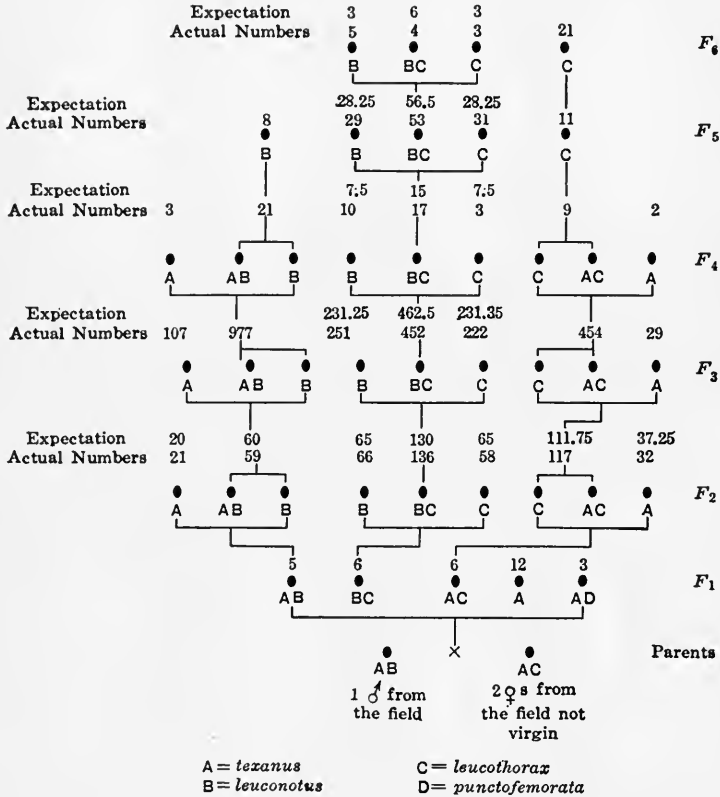 Expectation 3 6 3
Actual Numbers 5 4 3 21
F6
B BC C C
Expectation 28.25 56.5 28.25
Actual Numbers 8 29 53 31 11
F5
B B BC C C
Expectation 7.5 15 7.5
Actual Numbers 3 21 10 17 3 9 2
F4
A AB B B BC C C AC A
Expectation 231.25 462.5 231.35
Actual Numbers 107 977 251 452 222 454 29
F3
A AB B B BC C C AC A
Expectation 20 60 65 130 65 111.75 37.25
Actual Numbers 21 59 66 136 58 117 32
F2
A AB B B BC C C AC A
5 6 6 12 3
F1
AB BC AC A AD
× Parents
AB AC
1 ♂ from 2 ♀s from
the field the field not
virgin
A = texanus C = leucothorax
B = leuconotus D = punctofemorata